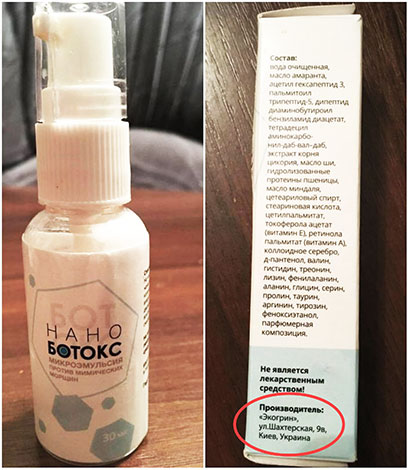 БОТ
НАНО
БОТОКС
МИКРОЭМУЛЬСИЯ
ПРОТИВ МИМИЧЕСКИХ
МОРЩИН
30
Состав:
вода очищенная,
масло амаранта,
ацетил гексапептид 3,
пальмитоил
трипептид-5, дипептид
диаминобутироил
бензиламид диацетат,
тетрадецил
аминокарбо-
нил-даб-вал-даб,
экстракт корня
цикория, масло ши,
гидролизованные
протеины пшеницы,
масло миндаля,
цетеариловый спирт,
стеариновая кислота,
цетилпальмитат,
токоферола ацетат
(витамин Е), ретинола
пальмитат (витамин А),
коллоидное серебро,
д-пантенол, валин,
гистидин, треонин,
лизин, фенилаланин,
аланин, глицин, серин,
пролин, таурин,
аргинин, тирозин,
феноксиэтанол,
парфюмерная
композиция.
Не является
лекарственным
средством!
Производитель:
«Экогрин»,
ул.Шахтерская, 9в,
Киев, Украина